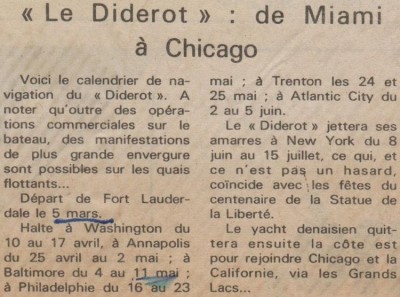 « Le Diderot » : de Miami
à Chicago
Voici le calendrier de na-
vigation du « Diderot ». A
noter qu'outre des opéra-
tions commerciales sur le
bateau, des manifestations
de plus grande envergure
sont possibles sur les quais
flottants...
Départ de Fort Lauder-
dale le 5 mars.
Halte à Washington du
10 au 17 avril, à Annapolis
du 25 avril au 2 mai ; à
Baltimore du 4 au 11 mai ;
à Philadelphie du 16 au 23
mai ; à Trenton les 24 et
25 mai ; à Atlantic City du
2 au 5 juin.
Le « Diderot » jettera ses
amarres à New York du 8
juin au 15 juillet, ce qui, et
ce n'est pas un hasard,
coïncide avec les fêtes du
centenaire de la Statue de
la Liberté.
Le yacht denaisien quit-
tera ensuite la côte est
pour rejoindre Chicago et la
Californie, via les Grands
Lacs...